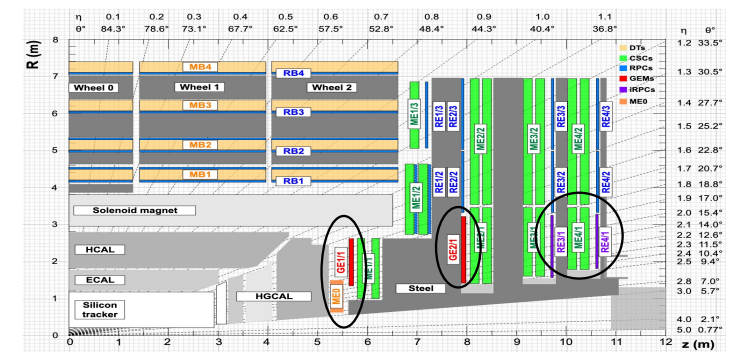 η 0.1 0.2 0.3 0.4 0.5 0.6 0.7 0.8 0.9 1.0 1.1 η θ°
θ° 84.3° 78.6° 73.1° 67.7° 62.5° 57.5° 52.8° 48.4° 44.3° 40.4° 36.8°
R (m)
8
7
6
5
4
3
2
1
0
1.2 33.5°
1.3 30.5°
1.4 27.7°
1.5 25.2°
1.6 22.8°
1.7 20.7°
1.8 18.8°
1.9 17.0°
2.0 15.4°
2.1 14.0°
2.2 12.6°
2.3 11.5°
2.4 10.4°
2.5 9.4°
2.8 7.0°
3.0 5.7°
4.0 2.1°
5.0 0.77°
DTs
CSCs
RPCs
GEMs
iRPCs
ME0
MB4
RB4
Wheel 0
Wheel 1
Wheel 2
MB3
RB3
MB2
RB2
MB1
RB1
Solenoid magnet
HCAL
ECAL
Silicon
tracker
HGCAL
Steel
ME0
GE1/1
ME1/1
ME1/2
ME1/3
RE1/3
RE2/3
RE1/2
RE2/2
GE2/1
ME2/1
ME2/2
ME3/2
ME3/1
RE3/3
RE3/2
RE3/1
ME4/2
ME4/1
RE4/3
RE4/2
RE4/1
0 1 2 3 4 5 6 7 8 9 10 11 12
z (m)